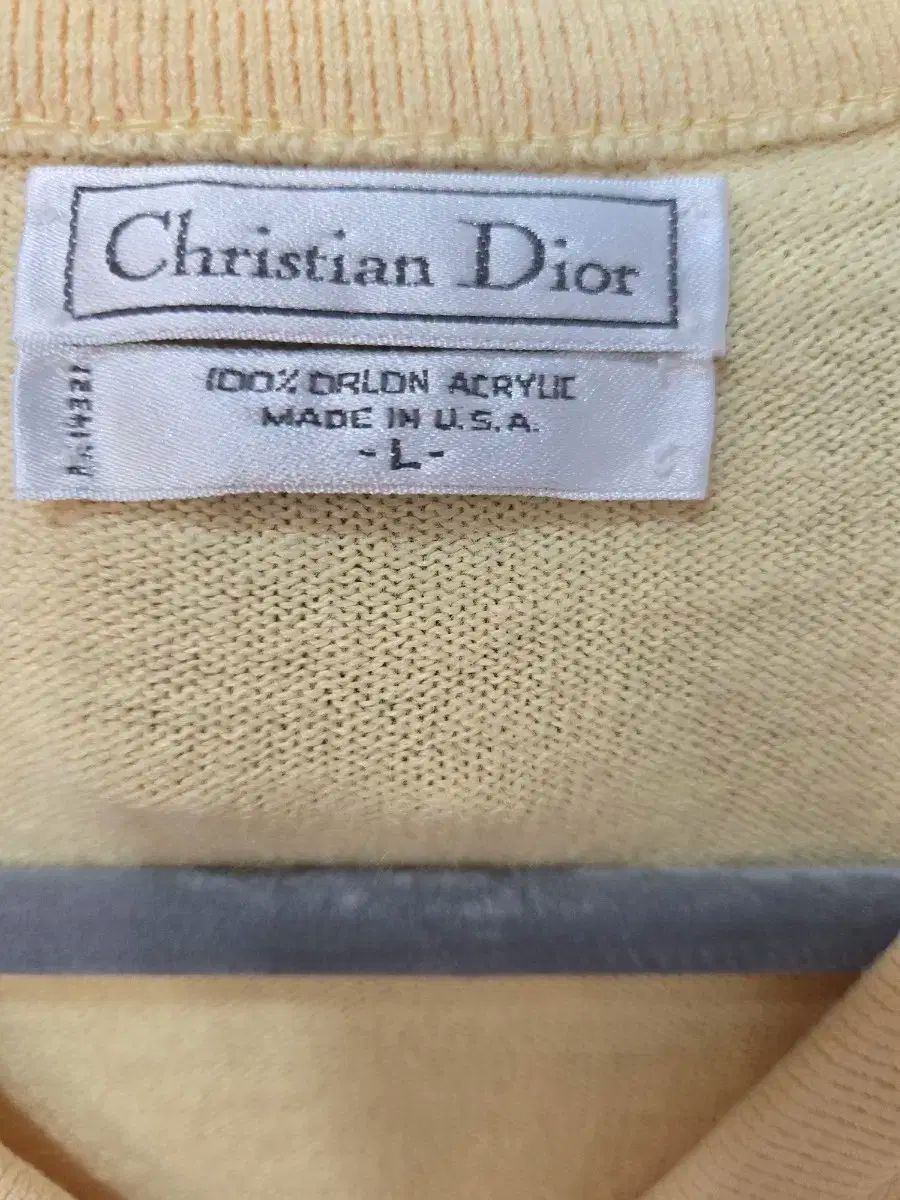 Christian Dior
100% ORLON ACRYLIC
MADE IN U.S.A.
-L-